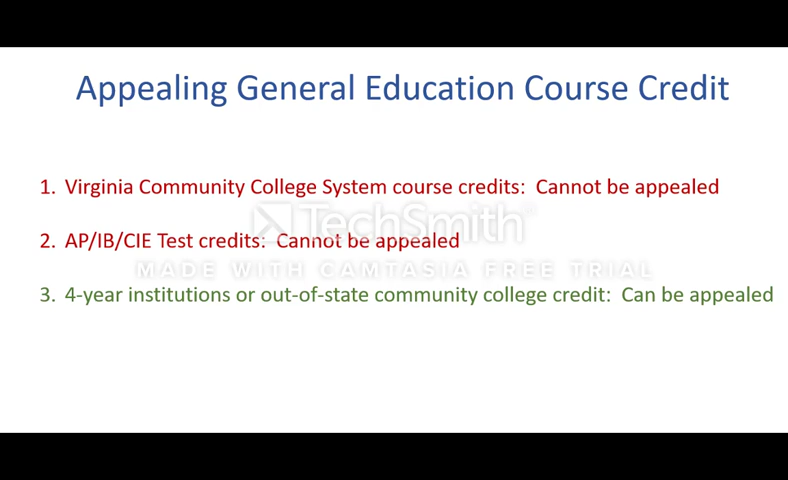 Appealing General Education Course Credit
1. Virginia Community College System course credits: Cannot be appealed
TechSmith
2. AP/IB/CIE Test credits: Cannot be appealed
MADE WITH CAMTASIA FREE TRIAL
3. 4-year institutions or out-of-state community college credit: Can be appealed